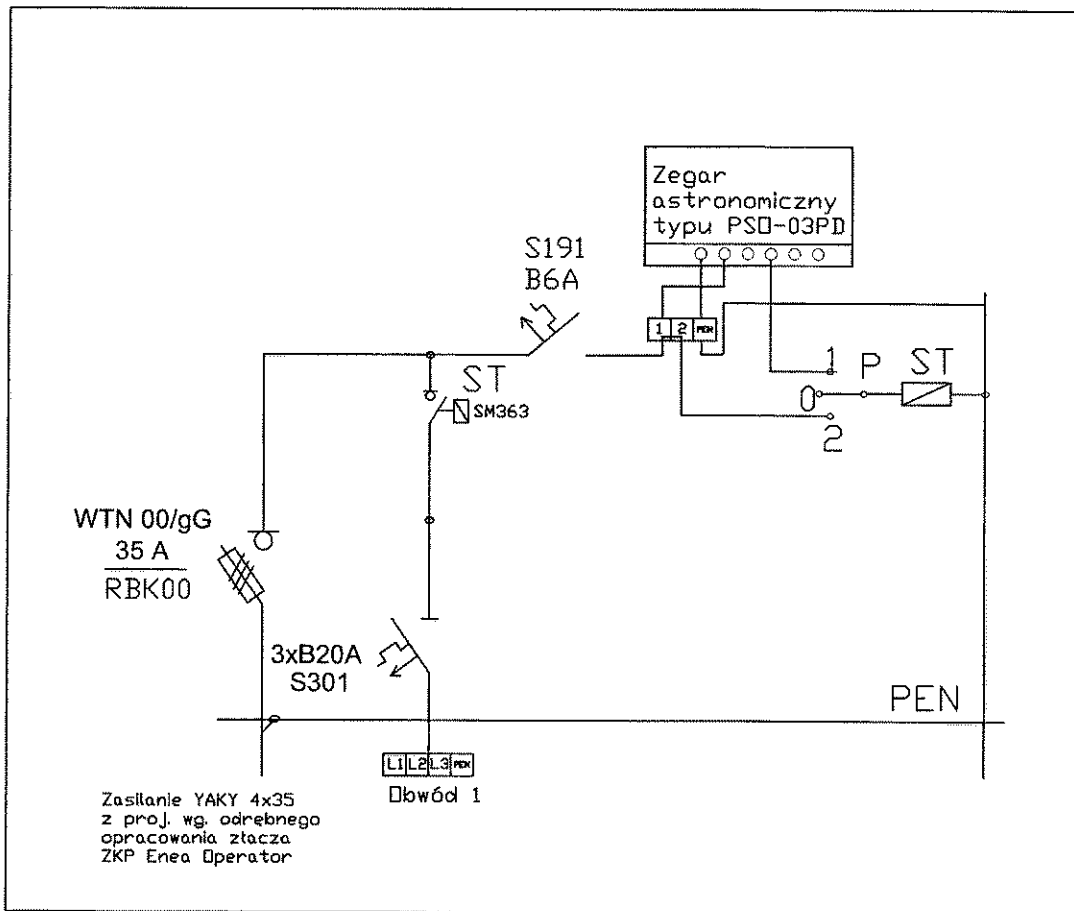 Zegar
astronomiczny
typu PSO-03PD
S191
B6A
1 2 PEN
ST
SM363
1
P
ST
0
2
WTN 00/gG
35 A
RBK00
3xB20A
S301
PEN
L1 L2 L3 PEN
Obwód 1
Zasilanie YAKY 4x35
z proj. wg. odrębnego
opracowania złącza
ZKP Enea Operator